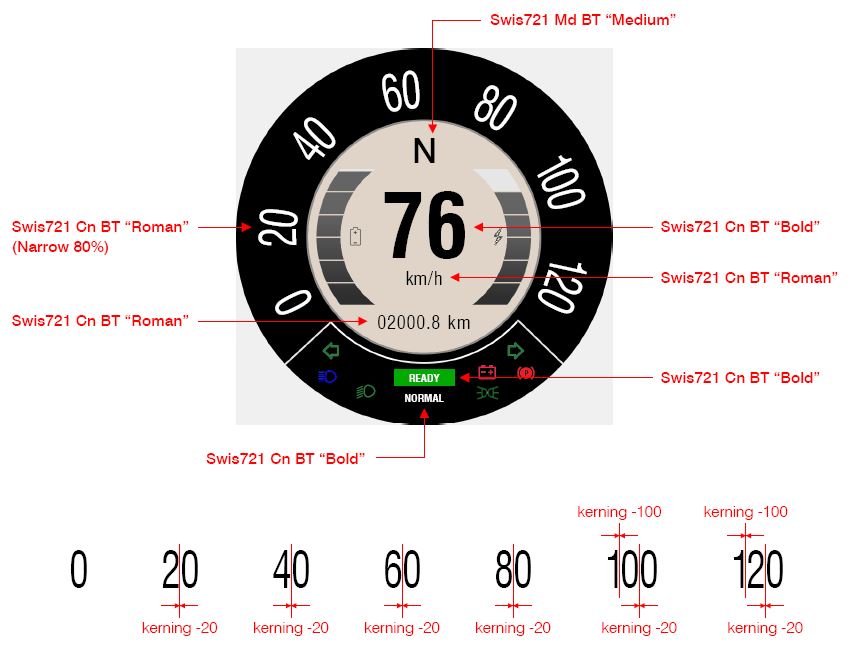 Swis721 Md BT “Medium”
60
80
40
N
100
20
76
Swis721 Cn BT “Roman”
(Narrow 80%)
Swis721 Cn BT “Bold”
km/h
Swis721 Cn BT “Roman”
120
0
Swis721 Cn BT “Roman”
02000.8 km
P
READY
Swis721 Cn BT “Bold”
NORMAL
Swis721 Cn BT “Bold”
kerning -100
kerning -100
0
20
40
60
80
100
120
kerning -20
kerning -20
kerning -20
kerning -20
kerning -20
kerning -20